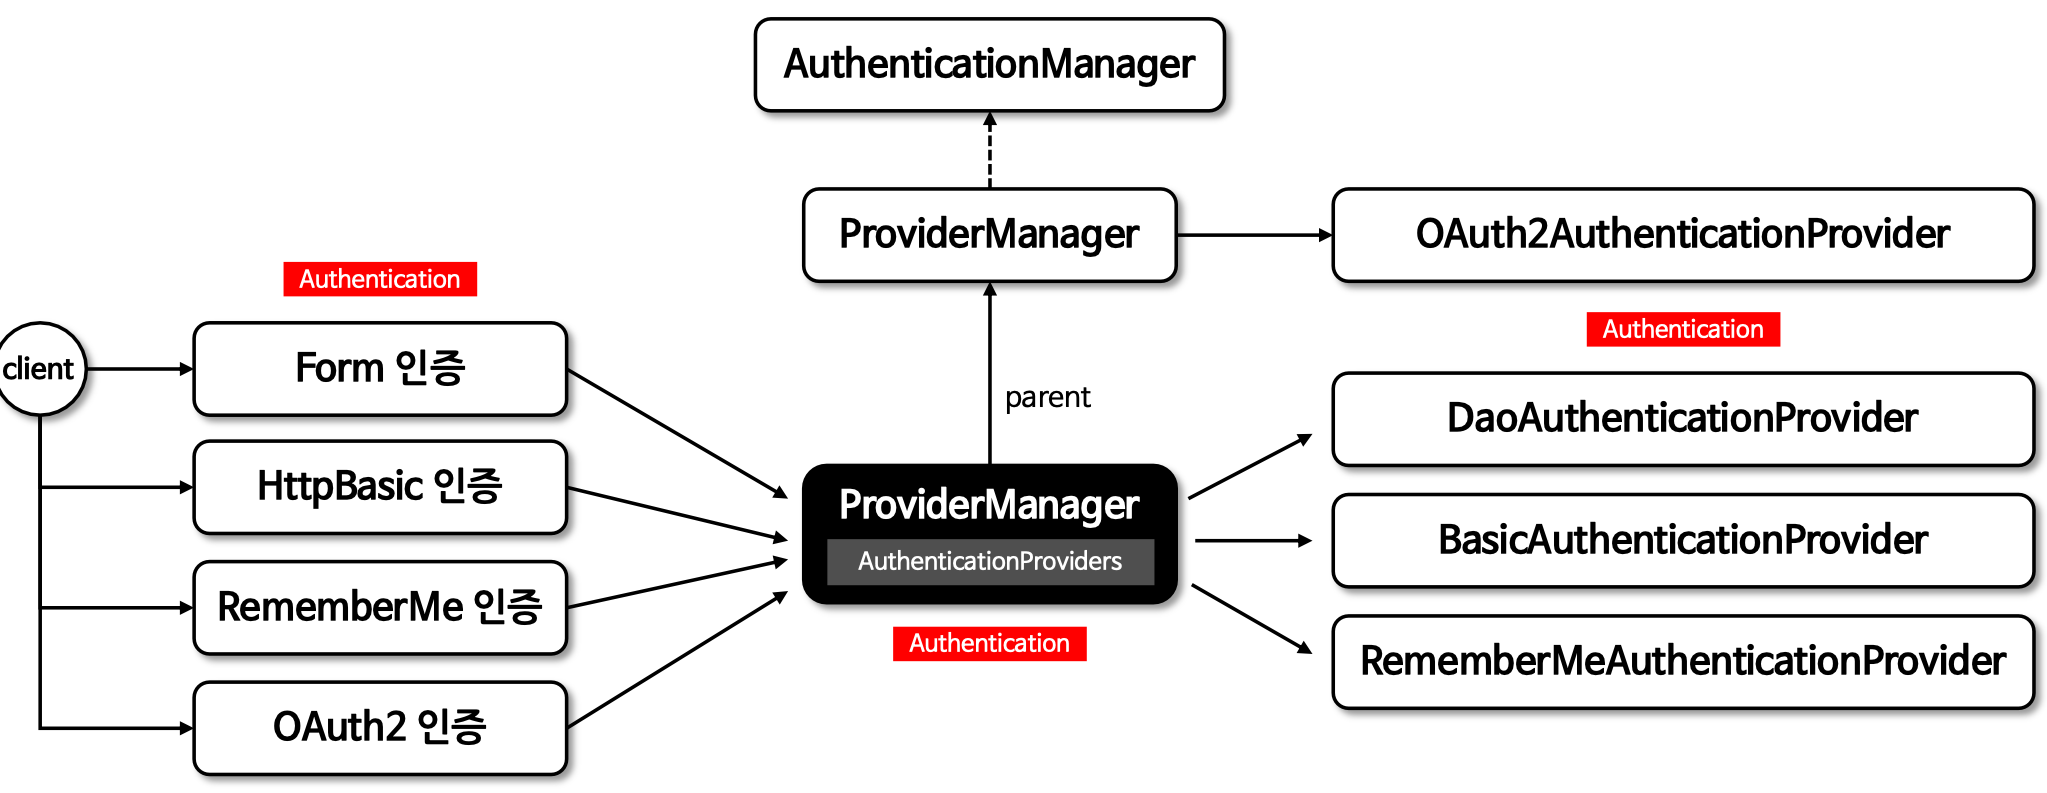 AuthenticationManager
ProviderManager
OAuth2AuthenticationProvider
Authentication
Authentication
client
Form 인증
parent
DaoAuthenticationProvider
HttpBasic 인증
ProviderManager
AuthenticationProviders
BasicAuthenticationProvider
RememberMe 인증
Authentication
RememberMeAuthenticationProvider
OAuth2 인증